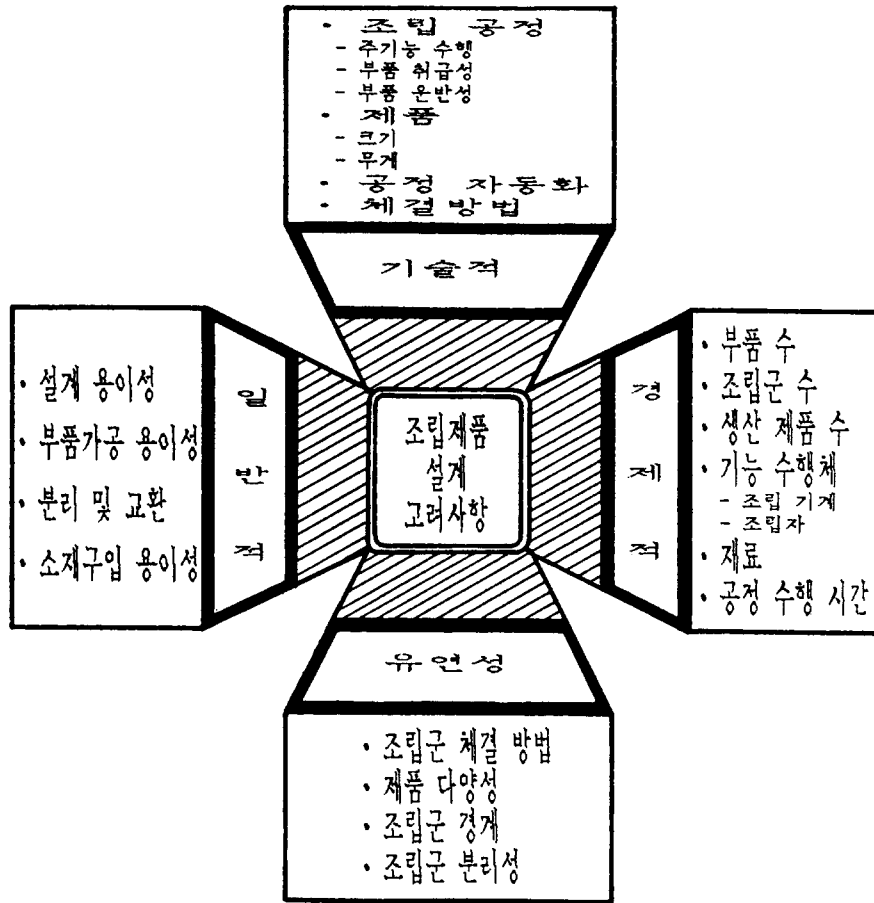 · 조립 공정
- 주기능 수행
- 부품 취급성
- 부품 운반성
· 제품
- 크기
- 무게
· 공정 자동화
· 체결방법
기술적
· 설계 용이성
· 부품가공 용이성
· 분리 및 교환
· 소재구입 용이성
일
반
적
조립제품
설계
고려사항
경
제
적
· 부품 수
· 조립군 수
· 생산 제품 수
· 기능 수행체
- 조립 기계
- 조립자
· 재료
· 공정 수행 시간
유연성
· 조립군 체결 방법
· 제품 다양성
· 조립군 경계
· 조립군 분리성